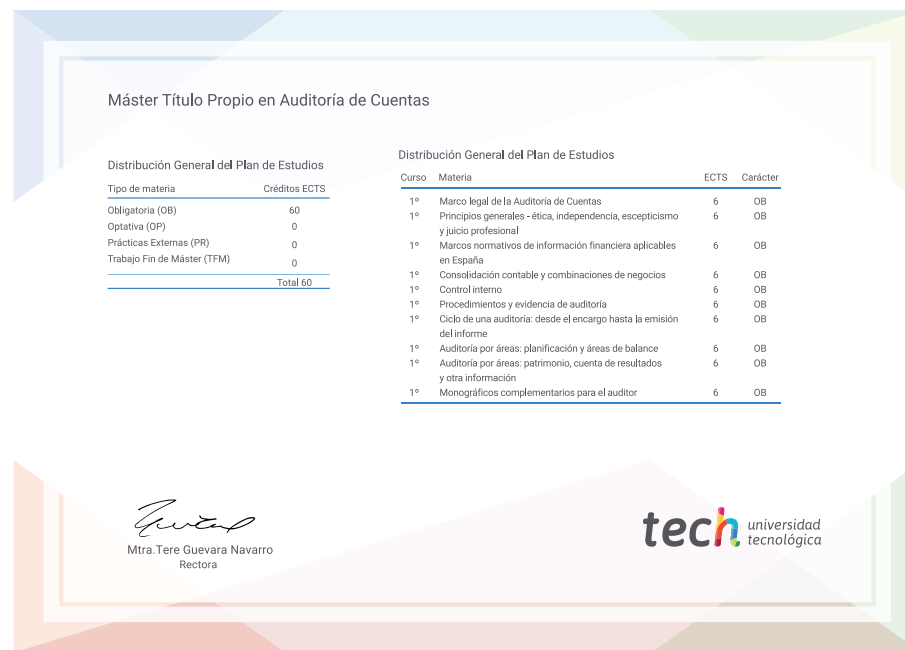 Máster Título Propio en Auditoría de Cuentas
Distribución General del Plan de Estudios
Tipo de materia Créditos ECTS
Obligatoria (OB) 60
Optativa (OP) 0
Prácticas Externas (PR) 0
Trabajo Fin de Máster (TFM) 0
Total 60
Distribución General del Plan de Estudios
Curso Materia ECTS Carácter
1º Marco legal de la Auditoría de Cuentas 6 OB
1º Principios generales - ética, independencia, escepticismo 6 OB
y juicio profesional
1º Marcos normativos de información financiera aplicables 6 OB
en España
1º Consolidación contable y combinaciones de negocios 6 OB
1º Control interno 6 OB
1º Procedimientos y evidencia de auditoría 6 OB
1º Ciclo de una auditoría: desde el encargo hasta la emisión 6 OB
del informe
1º Auditoría por áreas: planificación y áreas de balance 6 OB
1º Auditoría por áreas: patrimonio, cuenta de resultados 6 OB
y otra información
1º Monográficos complementarios para el auditor 6 OB
Mtra.Tere Guevara Navarro
Rectora
tech universidad
tecnológica